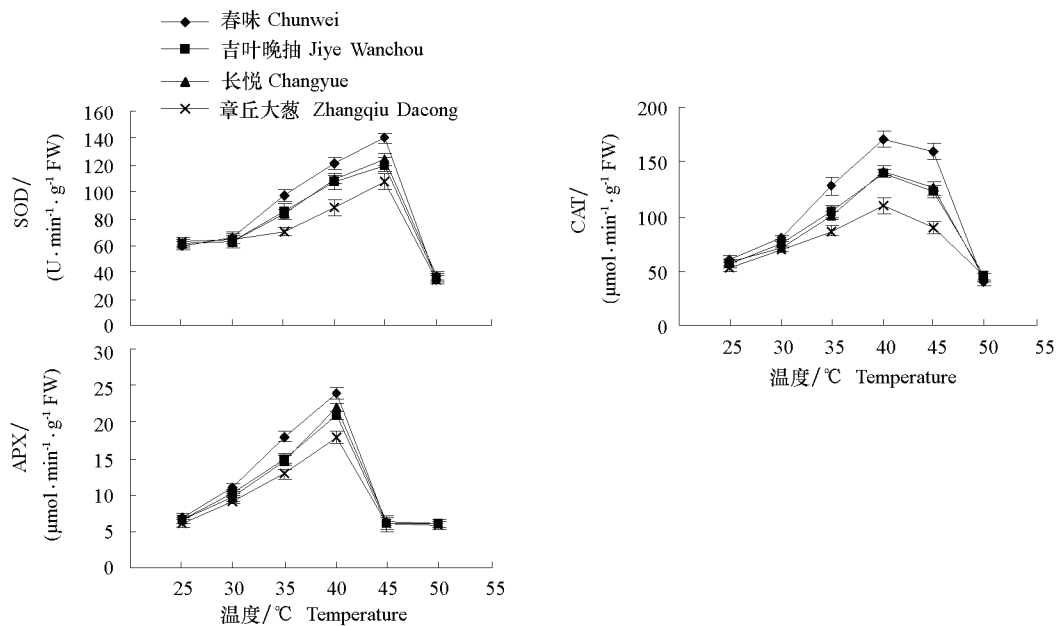 春味 Chunwei
吉叶晚抽 Jiye Wanchou
长悦 Changyue
章丘大葱 Zhangqiu Dacong
SOD/
(U·min⁻¹·g⁻¹ FW)
160
140
120
100
80
60
40
20
0
25 30 35 40 45 50 55
CAT/
(μmol·min⁻¹·g⁻¹ FW)
200
150
100
50
0
25 30 35 40 45 50 55
温度/℃ Temperature
APX/
(μmol·min⁻¹·g⁻¹ FW)
30
25
20
15
10
5
0
25 30 35 40 45 50 55
温度/℃ Temperature